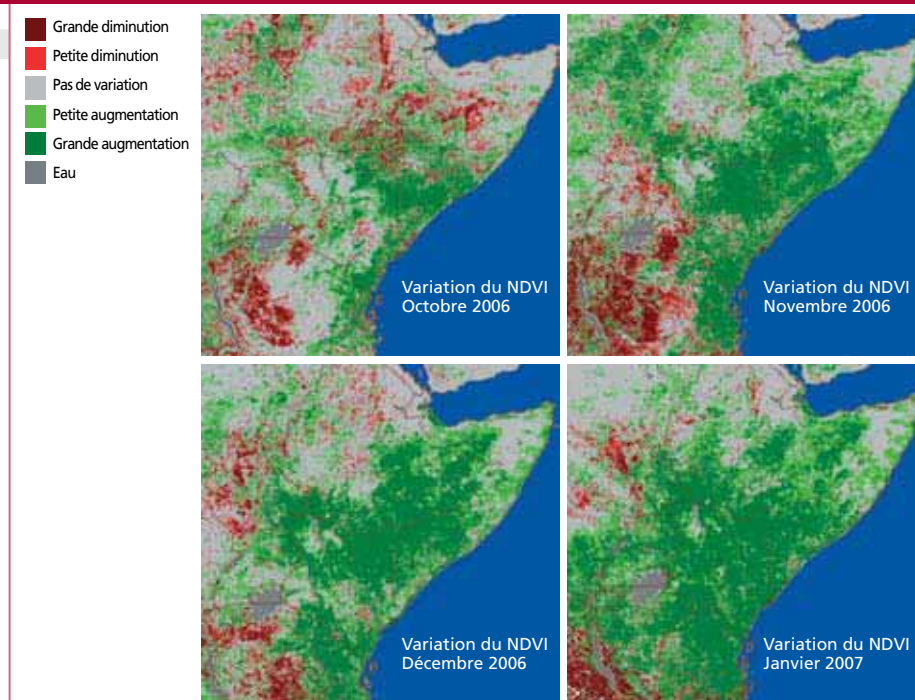 Grande diminution
Petite diminution
Pas de variation
Petite augmentation
Grande augmentation
Eau
Variation du NDVI
Octobre 2006
Variation du NDVI
Novembre 2006
Variation du NDVI
Décembre 2006
Variation du NDVI
Janvier 2007